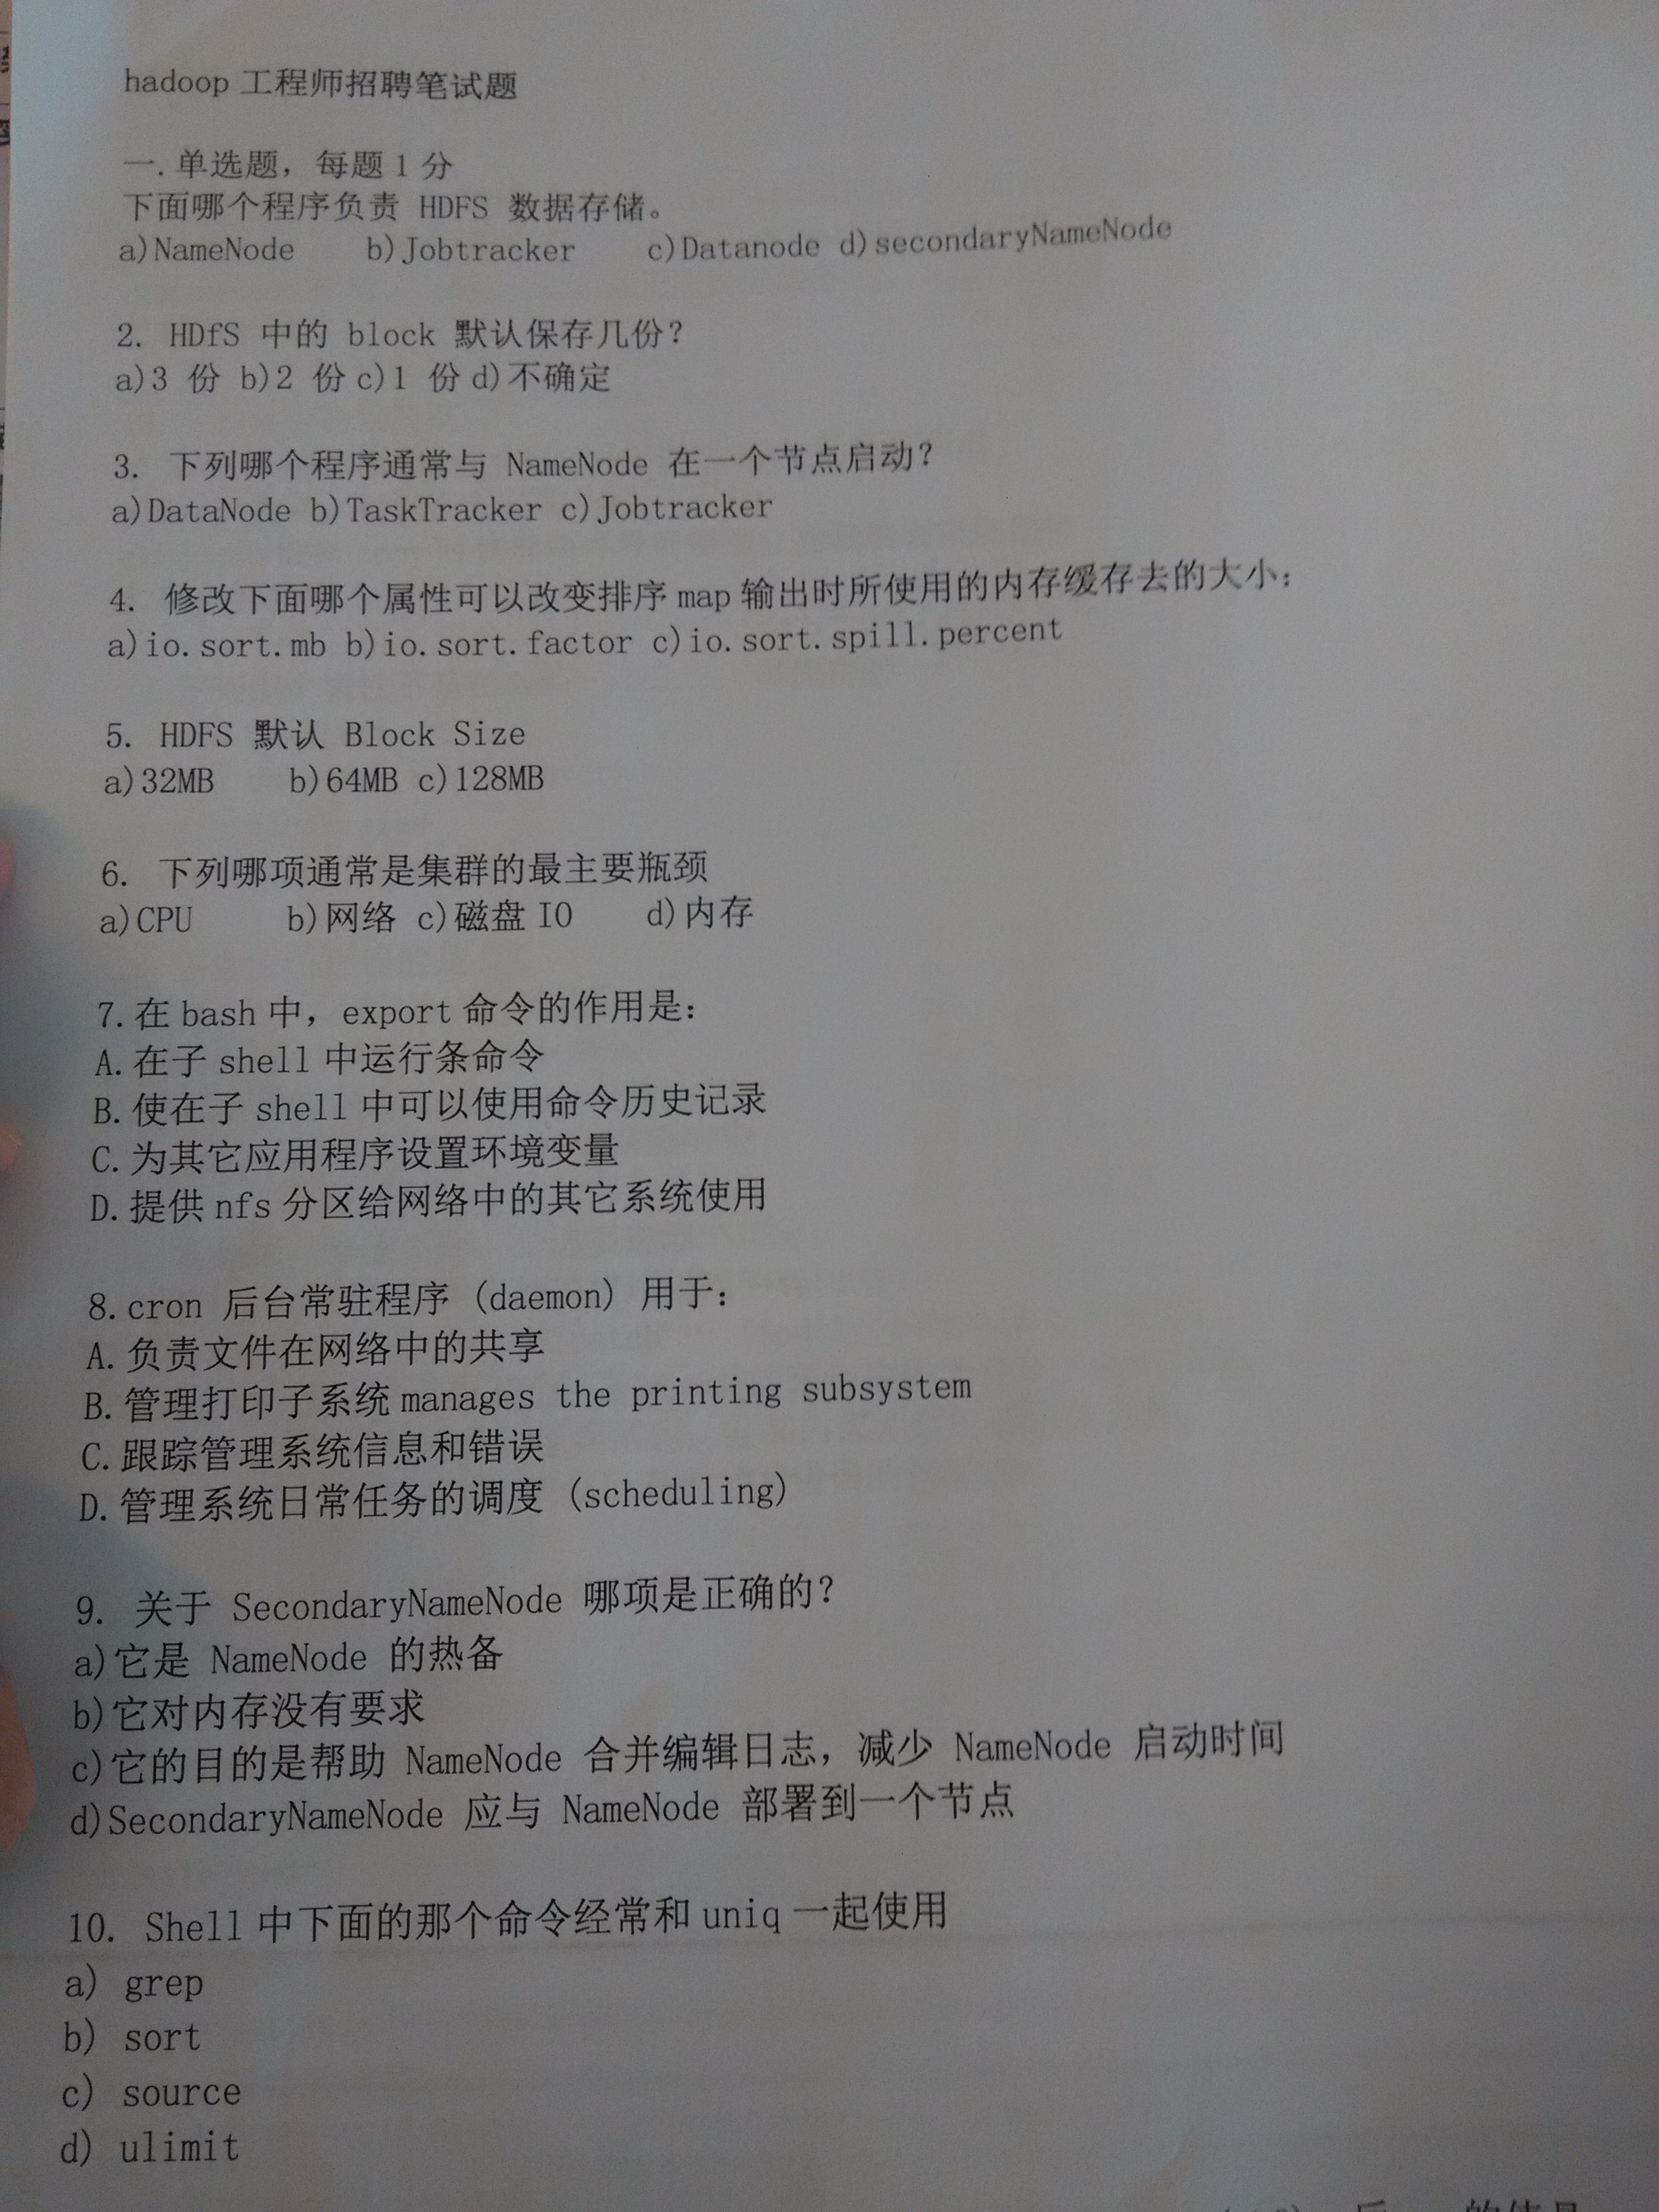 hadoop 工程师招聘笔试题
一.单选题，每题1分
下面哪个程序负责 HDFS 数据存储。
a)NameNode b)Jobtracker c)Datanode d)secondaryNameNode
2. HDfS 中的 block 默认保存几份？
a)3 份 b)2 份 c)1 份 d)不确定
3. 下列哪个程序通常与 NameNode 在一个节点启动？
a)DataNode b)TaskTracker c)Jobtracker
4. 修改下面哪个属性可以改变排序 map 输出时所使用的内存缓存去的大小：
a)io.sort.mb b)io.sort.factor c)io.sort.spill.percent
5. HDFS 默认 Block Size
a)32MB b)64MB c)128MB
6. 下列哪项通常是集群的最主要瓶颈
a)CPU b)网络 c)磁盘 IO d)内存
7.在 bash 中，export 命令的作用是：
A.在子 shell 中运行条命令
B.使在子 shell 中可以使用命令历史记录
C.为其它应用程序设置环境变量
D.提供 nfs 分区给网络中的其它系统使用
8.cron 后台常驻程序 (daemon) 用于：
A.负责文件在网络中的共享
B.管理打印子系统 manages the printing subsystem
C.跟踪管理系统信息和错误
D.管理系统日常任务的调度 (scheduling)
9. 关于 SecondaryNameNode 哪项是正确的？
a)它是 NameNode 的热备
b)它对内存没有要求
c)它的目的是帮助 NameNode 合并编辑日志，减少 NameNode 启动时间
d)SecondaryNameNode 应与 NameNode 部署到一个节点
10. Shell 中下面的那个命令经常和 uniq 一起使用
a) grep
b) sort
c) source
d) ulimit